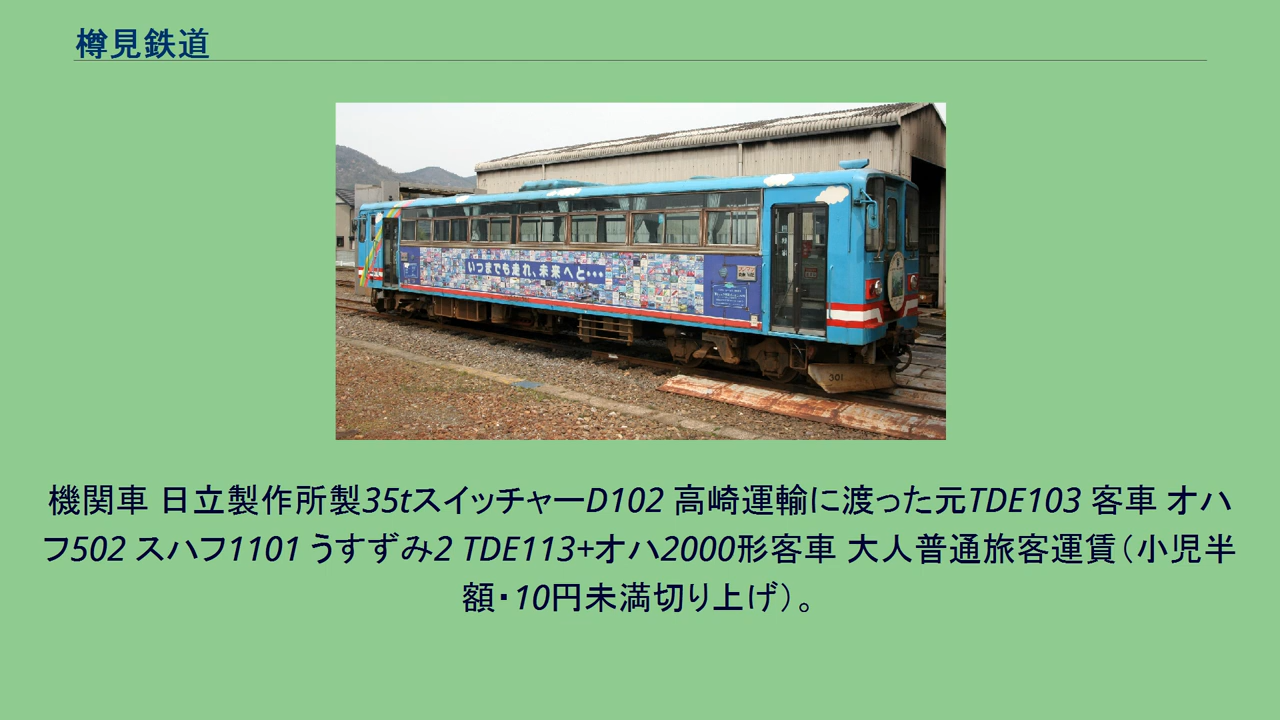 樽見鉄道
いつまでも走れ、未来へと・・・
301
機関車 日立製作所製35tスイッチャーD102 高崎運輸に渡った元TDE103 客車 オハ
フ502 スハフ1101 うすずみ2 TDE113+オハ2000形客車 大人普通旅客運賃（小児半
額・10円未満切り上げ）。